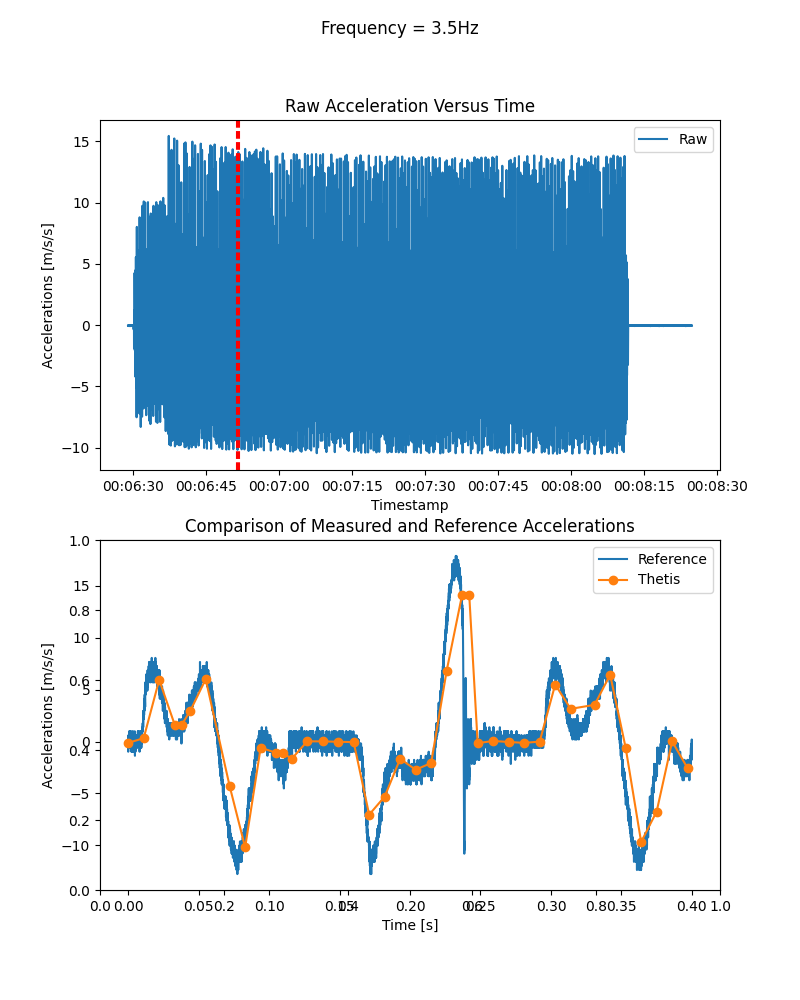 Frequency = 3.5Hz
Raw Acceleration Versus Time
Raw
15
10
5
0
−5
−10
Accelerations [m/s/s]
00:06:30 00:06:45 00:07:00 00:07:15 00:07:30 00:07:45 00:08:00 00:08:15 00:08:30
Timestamp
Comparison of Measured and Reference Accelerations
Reference
Thetis
1.0
15
0.8
10
0.6
5
0
0.4
−5
0.2
−10
0.0
Accelerations [m/s/s]
0.0 0.00 0.05 0.2 0.10 0.15 0.4 0.20 0.6 0.25 0.30 0.8 0.35 0.40 1.0
Time [s]